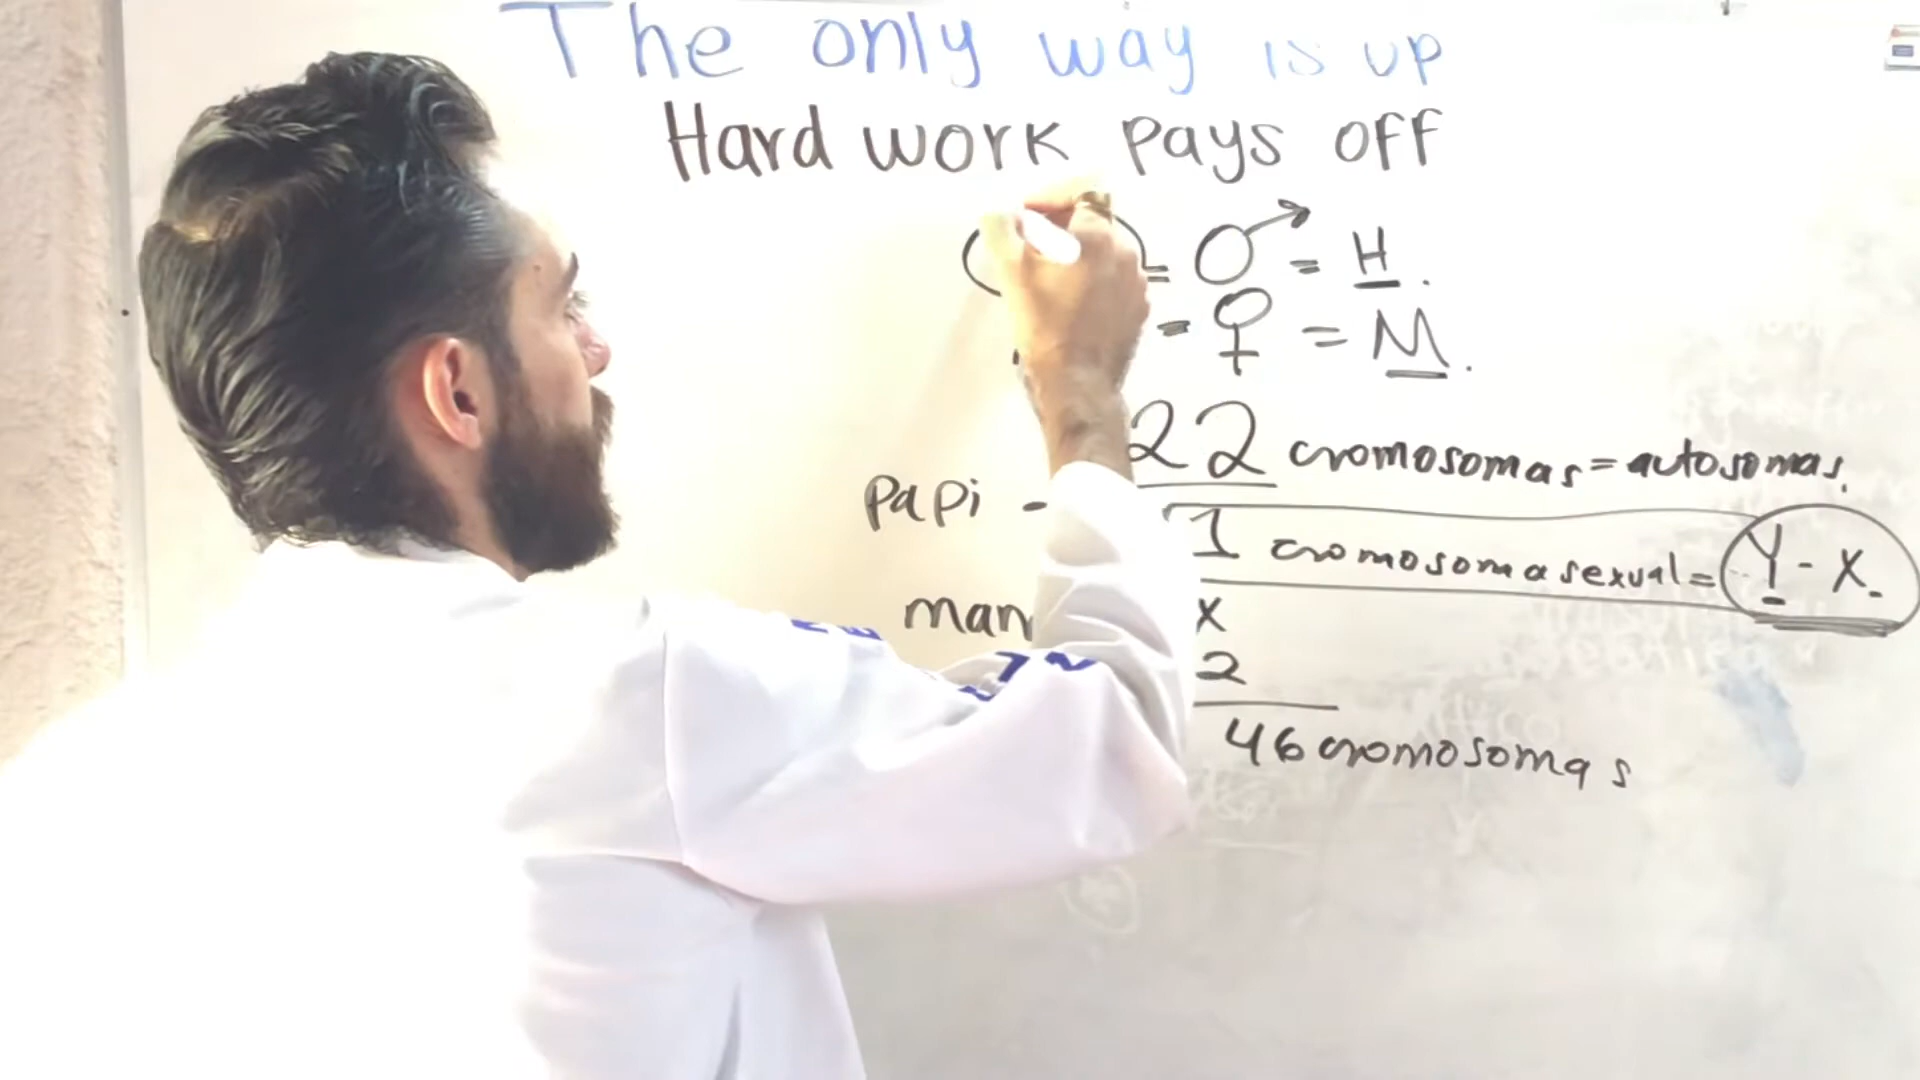 The only way is up
Hard work pays off
= ♂ = H.
= ♀ = M.
22 cromosomas = autosomas.
papi -
1 cromosoma sexual = Y - X.
x
2
46 cromosomas